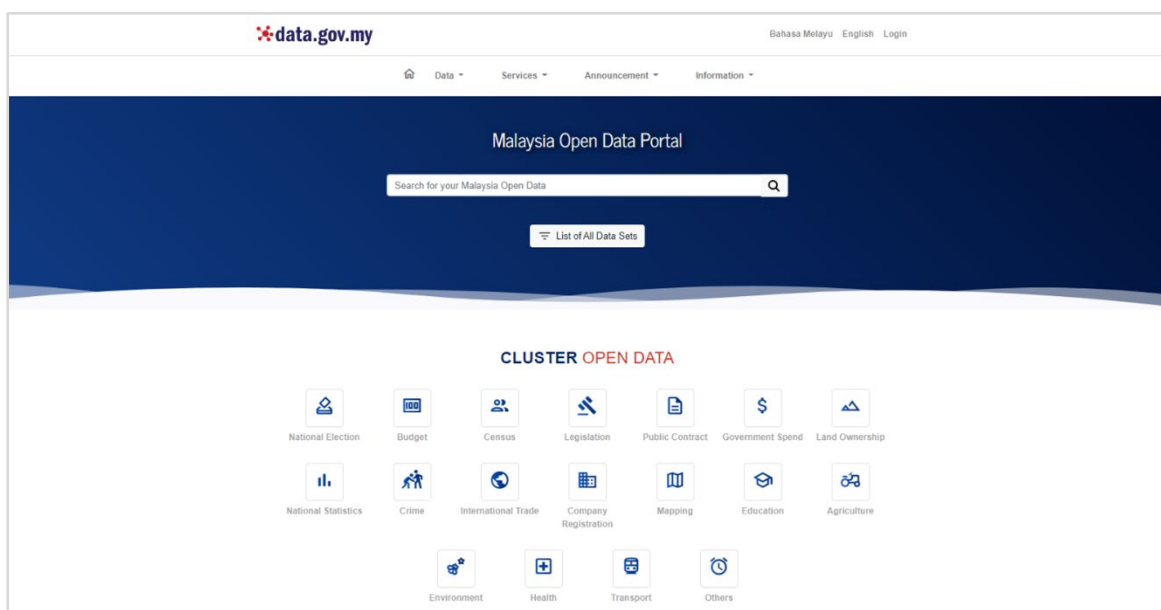 data.gov.my
Bahasa Melayu English Login
Data Services Announcement Information
Malaysia Open Data Portal
Search for your Malaysia Open Data
List of All Data Sets
CLUSTER OPEN DATA
National Election Budget Census Legislation Public Contract Government Spend Land Ownership
National Statistics Crime International Trade Company Registration Mapping Education Agriculture
Environment Health Transport Others